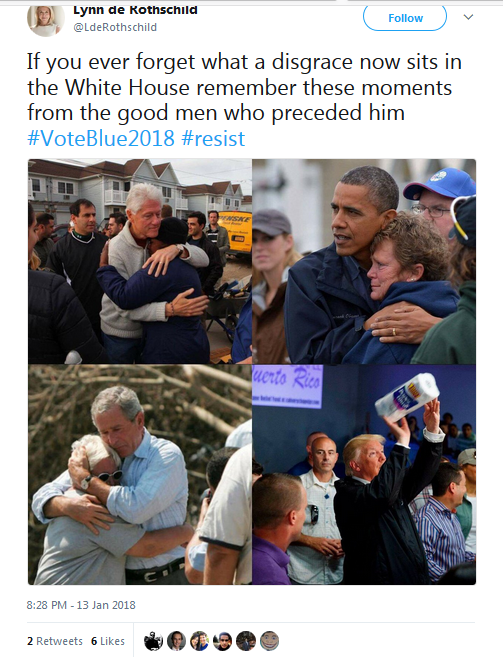 Lynn de Rothschild
@LdeRothschild
Follow
If you ever forget what a disgrace now sits in
the White House remember these moments
from the good men who preceded him
#VoteBlue2018 #resist
PENSKE
uerto Rico
8:28 PM - 13 Jan 2018
2 Retweets 6 Likes